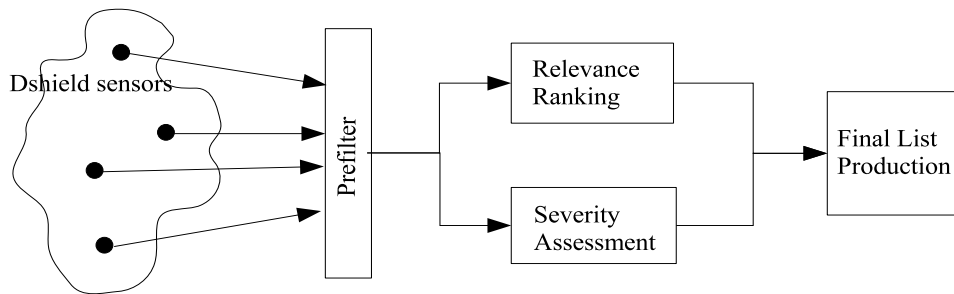 Dshield sensors
Prefilter
Relevance
Ranking
Severity
Assessment
Final List
Production